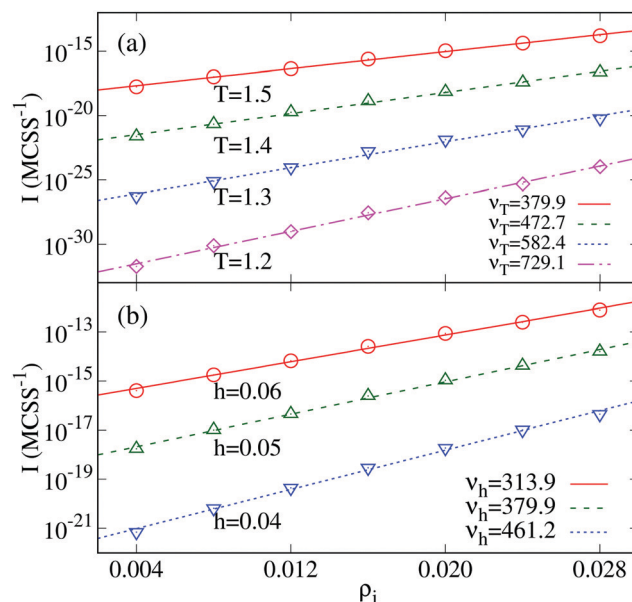 (a)
10⁻¹⁵
10⁻²⁰
10⁻²⁵
10⁻³⁰
I (MCSS⁻¹)
T=1.5
T=1.4
T=1.3
T=1.2
ν_T=379.9
ν_T=472.7
ν_T=582.4
ν_T=729.1
(b)
10⁻¹³
10⁻¹⁵
10⁻¹⁷
10⁻¹⁹
10⁻²¹
I (MCSS⁻¹)
h=0.06
h=0.05
h=0.04
ν_h=313.9
ν_h=379.9
ν_h=461.2
0.004 0.012 0.020 0.028
ρ_i